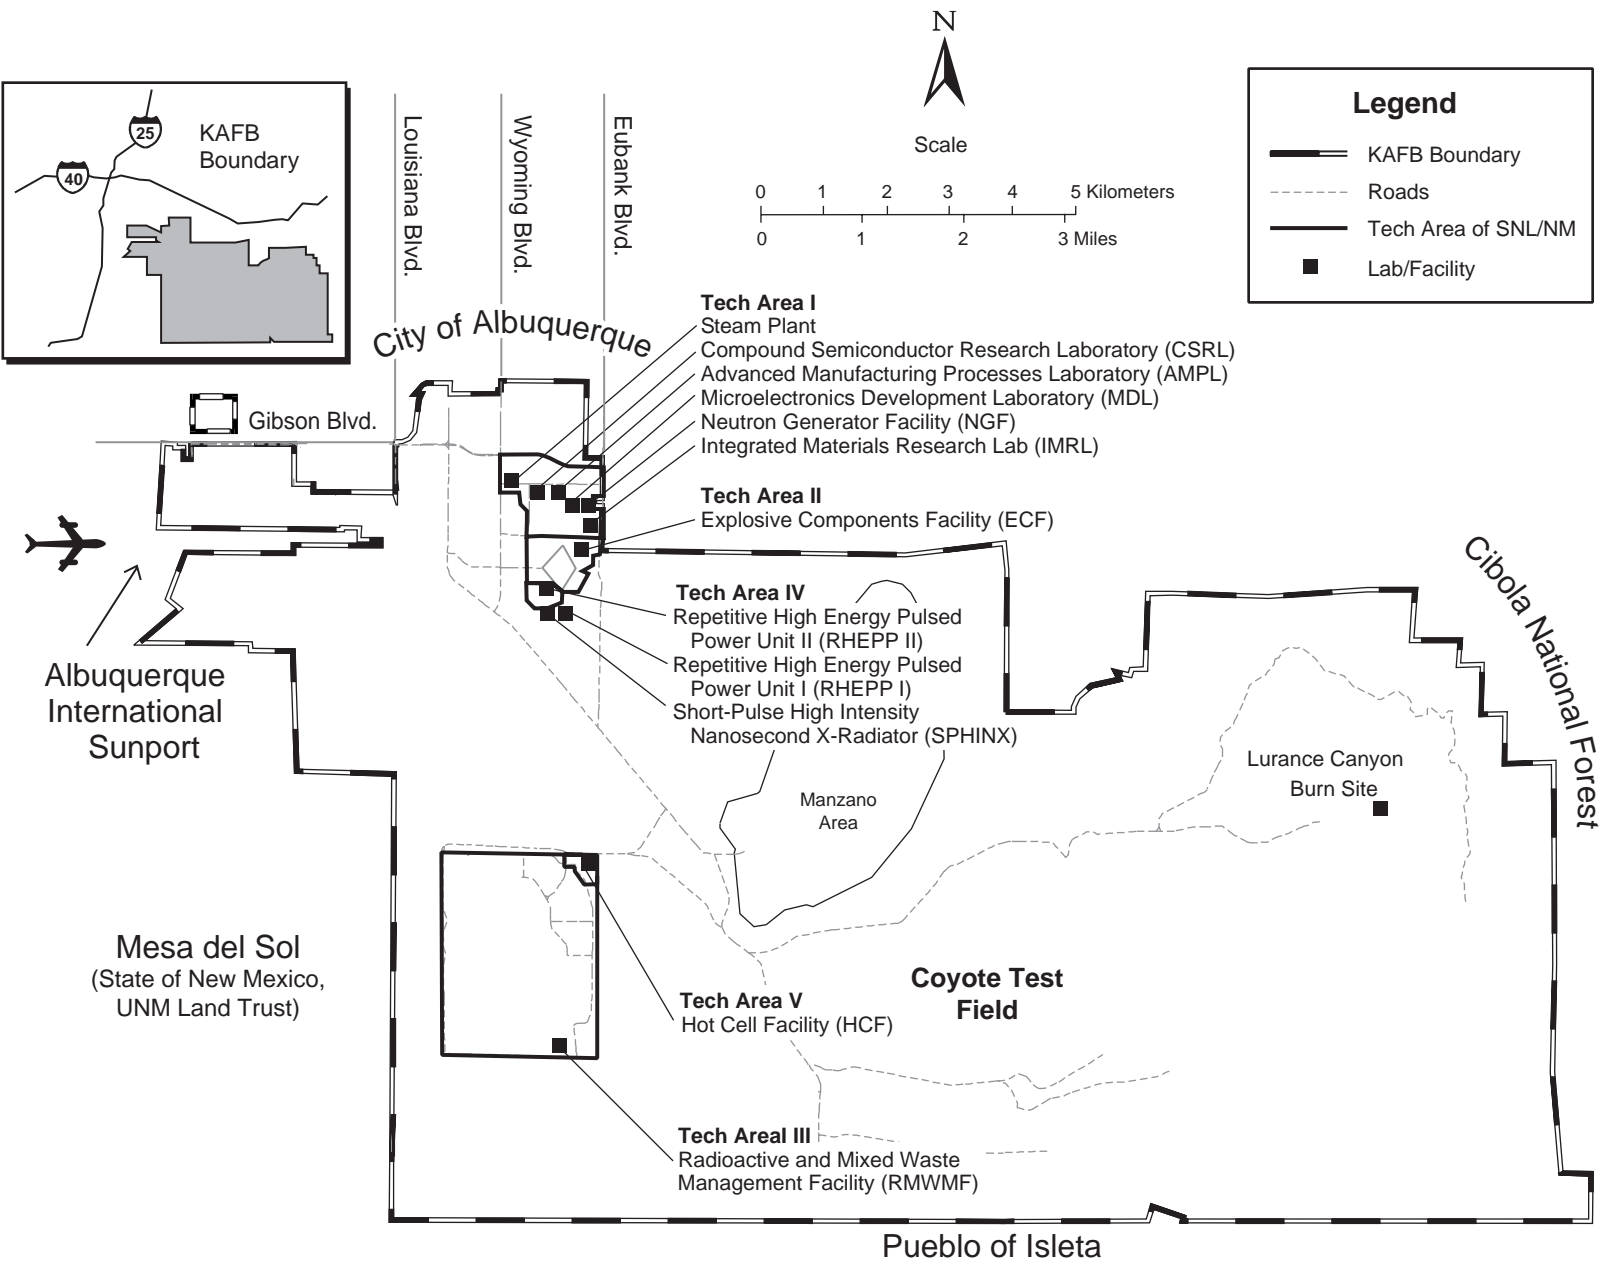 N
Scale
0 1 2 3 4 5 Kilometers
0 1 2 3 Miles
Legend
KAFB Boundary
Roads
Tech Area of SNL/NM
Lab/Facility
25
40
KAFB
Boundary
Louisiana Blvd.
Wyoming Blvd.
Eubank Blvd.
City of Albuquerque
Gibson Blvd.
Tech Area I
Steam Plant
Compound Semiconductor Research Laboratory (CSRL)
Advanced Manufacturing Processes Laboratory (AMPL)
Microelectronics Development Laboratory (MDL)
Neutron Generator Facility (NGF)
Integrated Materials Research Lab (IMRL)
Tech Area II
Explosive Components Facility (ECF)
Tech Area IV
Repetitive High Energy Pulsed
Power Unit II (RHEPP II)
Repetitive High Energy Pulsed
Power Unit I (RHEPP I)
Short-Pulse High Intensity
Nanosecond X-Radiator (SPHINX)
Albuquerque
International
Sunport
Cibola National Forest
Lurance Canyon
Burn Site
Manzano
Area
Mesa del Sol
(State of New Mexico,
UNM Land Trust)
Coyote Test
Field
Tech Area V
Hot Cell Facility (HCF)
Tech Areal III
Radioactive and Mixed Waste
Management Facility (RMWMF)
Pueblo of Isleta